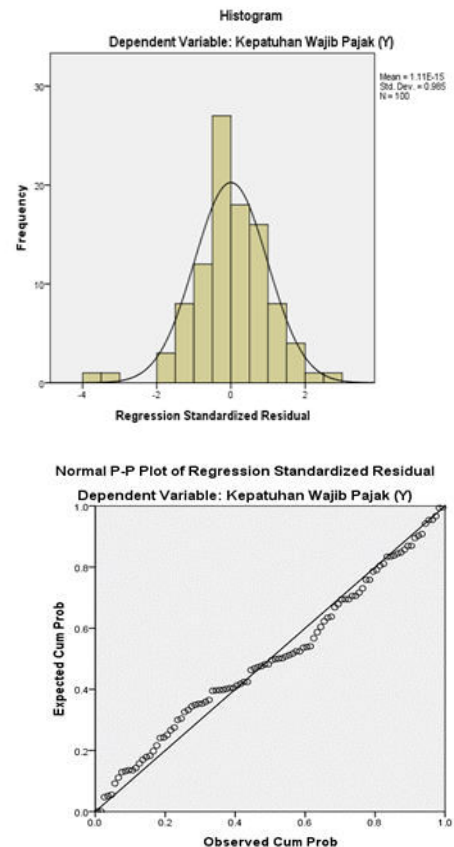 Histogram
Dependent Variable: Kepatuhan Wajib Pajak (Y)
Mean = 1.11E-15
Std. Dev. = 0.985
N = 100
30
20
10
0
Frequency
-4 -2 0 2
Regression Standardized Residual
Normal P-P Plot of Regression Standardized Residual
Dependent Variable: Kepatuhan Wajib Pajak (Y)
1.0
0.8
0.6
0.4
0.2
0.0
Expected Cum Prob
0.0 0.2 0.4 0.6 0.8 1.0
Observed Cum Prob